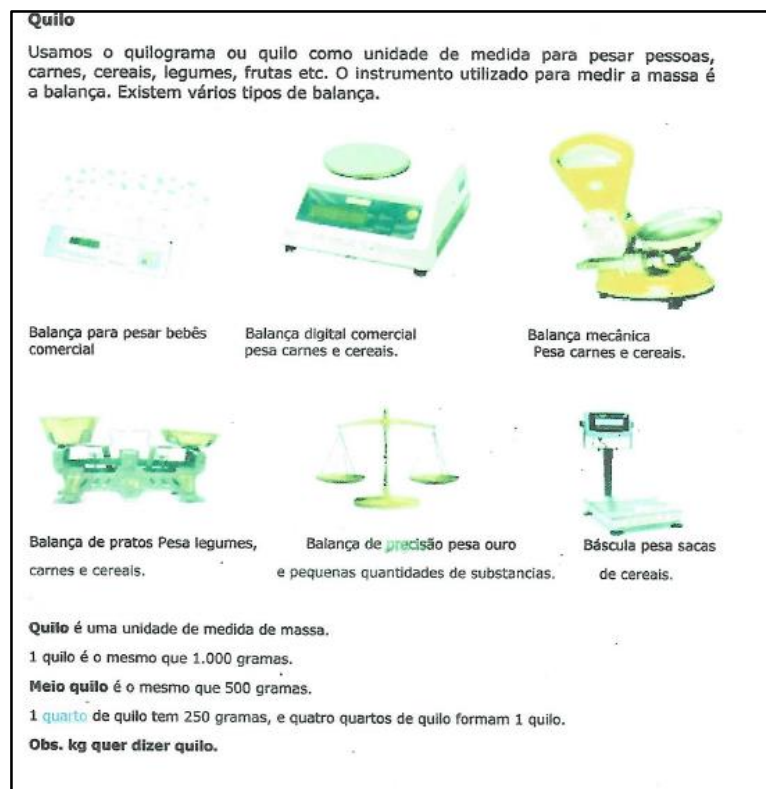 Quilo
Usamos o quilograma ou quilo como unidade de medida para pesar pessoas,
carnes, cereais, legumes, frutas etc. O instrumento utilizado para medir a massa é
a balança. Existem vários tipos de balança.
Balança para pesar bebês
comercial
Balança digital comercial
pesa carnes e cereais.
Balança mecânica
Pesa carnes e cereais.
Balança de pratos Pesa legumes,
carnes e cereais.
Balança de precisão pesa ouro
e pequenas quantidades de substancias.
Báscula pesa sacas
de cereais.
Quilo é uma unidade de medida de massa.
1 quilo é o mesmo que 1.000 gramas.
Meio quilo é o mesmo que 500 gramas.
1 quarto de quilo tem 250 gramas, e quatro quartos de quilo formam 1 quilo.
Obs. kg quer dizer quilo.